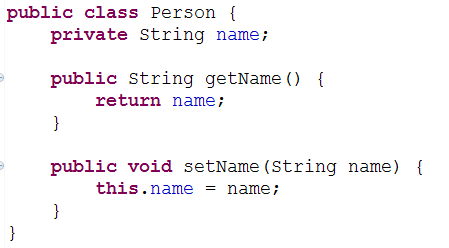 public class Person {
    private String name;

    public String getName() {
        return name;
    }

    public void setName(String name) {
        this.name = name;
    }
}